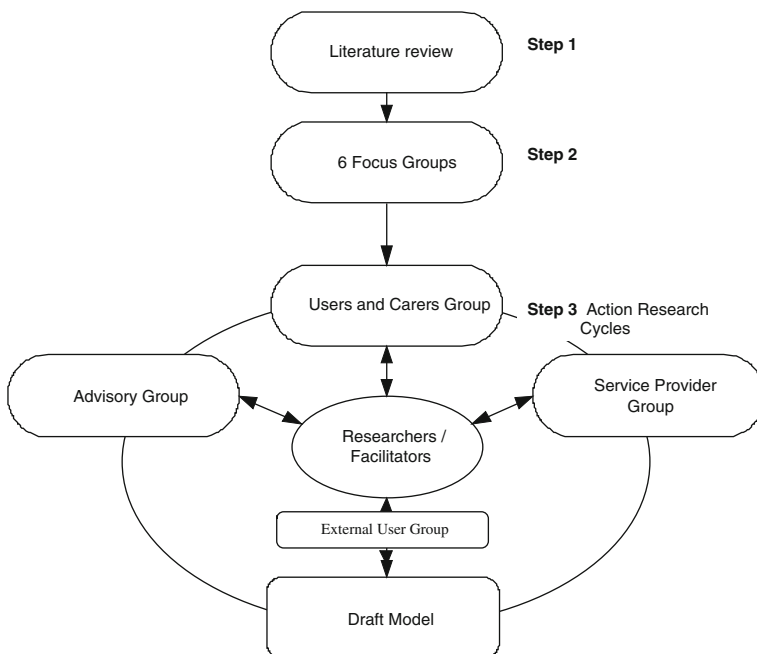 Literature review
Step 1
6 Focus Groups
Step 2
Users and Carers Group
Step 3 Action Research
Cycles
Advisory Group
Service Provider
Group
Researchers /
Facilitators
External User Group
Draft Model